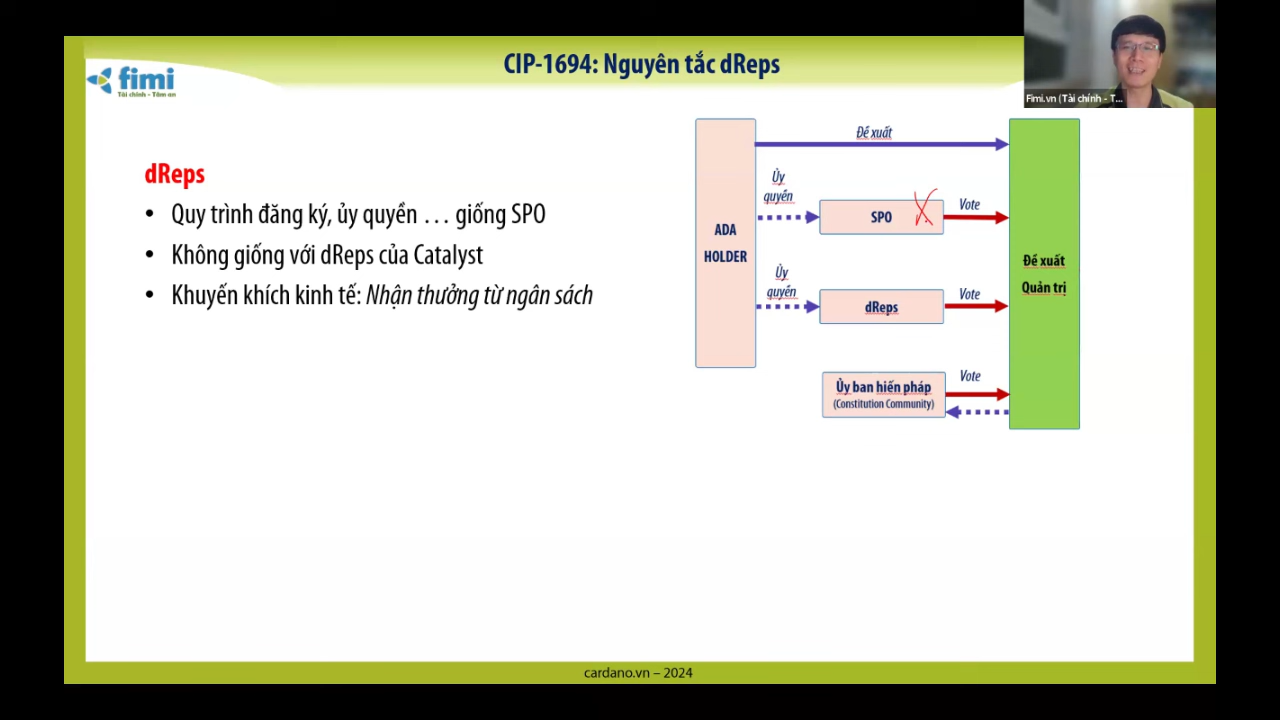 CIP-1694: Nguyên tắc dReps
fimi
Tài chính - Tâm an
Fimi.vn (Tài chính - T...
dReps
• Quy trình đăng ký, ủy quyền … giống SPO
• Không giống với dReps của Catalyst
• Khuyến khích kinh tế: Nhận thưởng từ ngân sách
ADA
HOLDER
Đề xuất
Ủy
quyền
SPO
Vote
Ủy
quyền
dReps
Vote
Ủy ban hiến pháp
(Constitution Community)
Vote
Đề xuất
Quản trị
cardano.vn – 2024